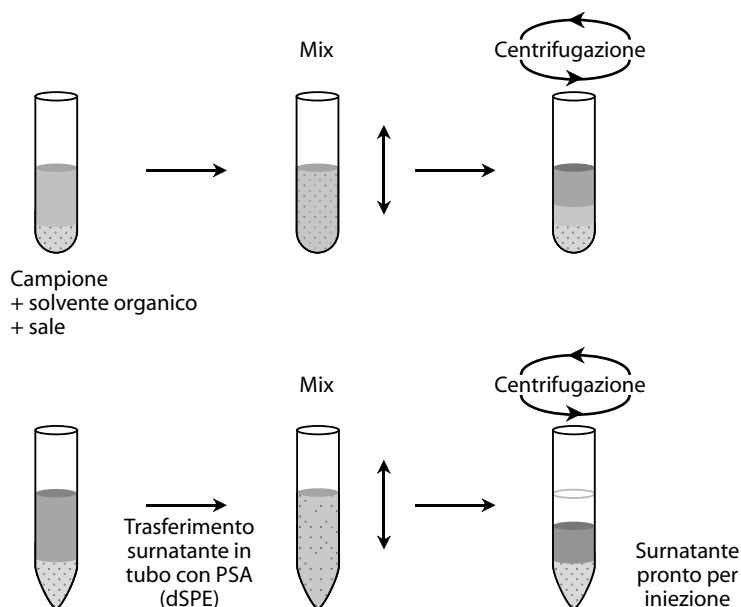 Mix
Centrifugazione
Campione
+ solvente organico
+ sale
Mix
Centrifugazione
Trasferimento
surnatante in
tubo con PSA
(dSPE)
Surnatante
pronto per
iniezione